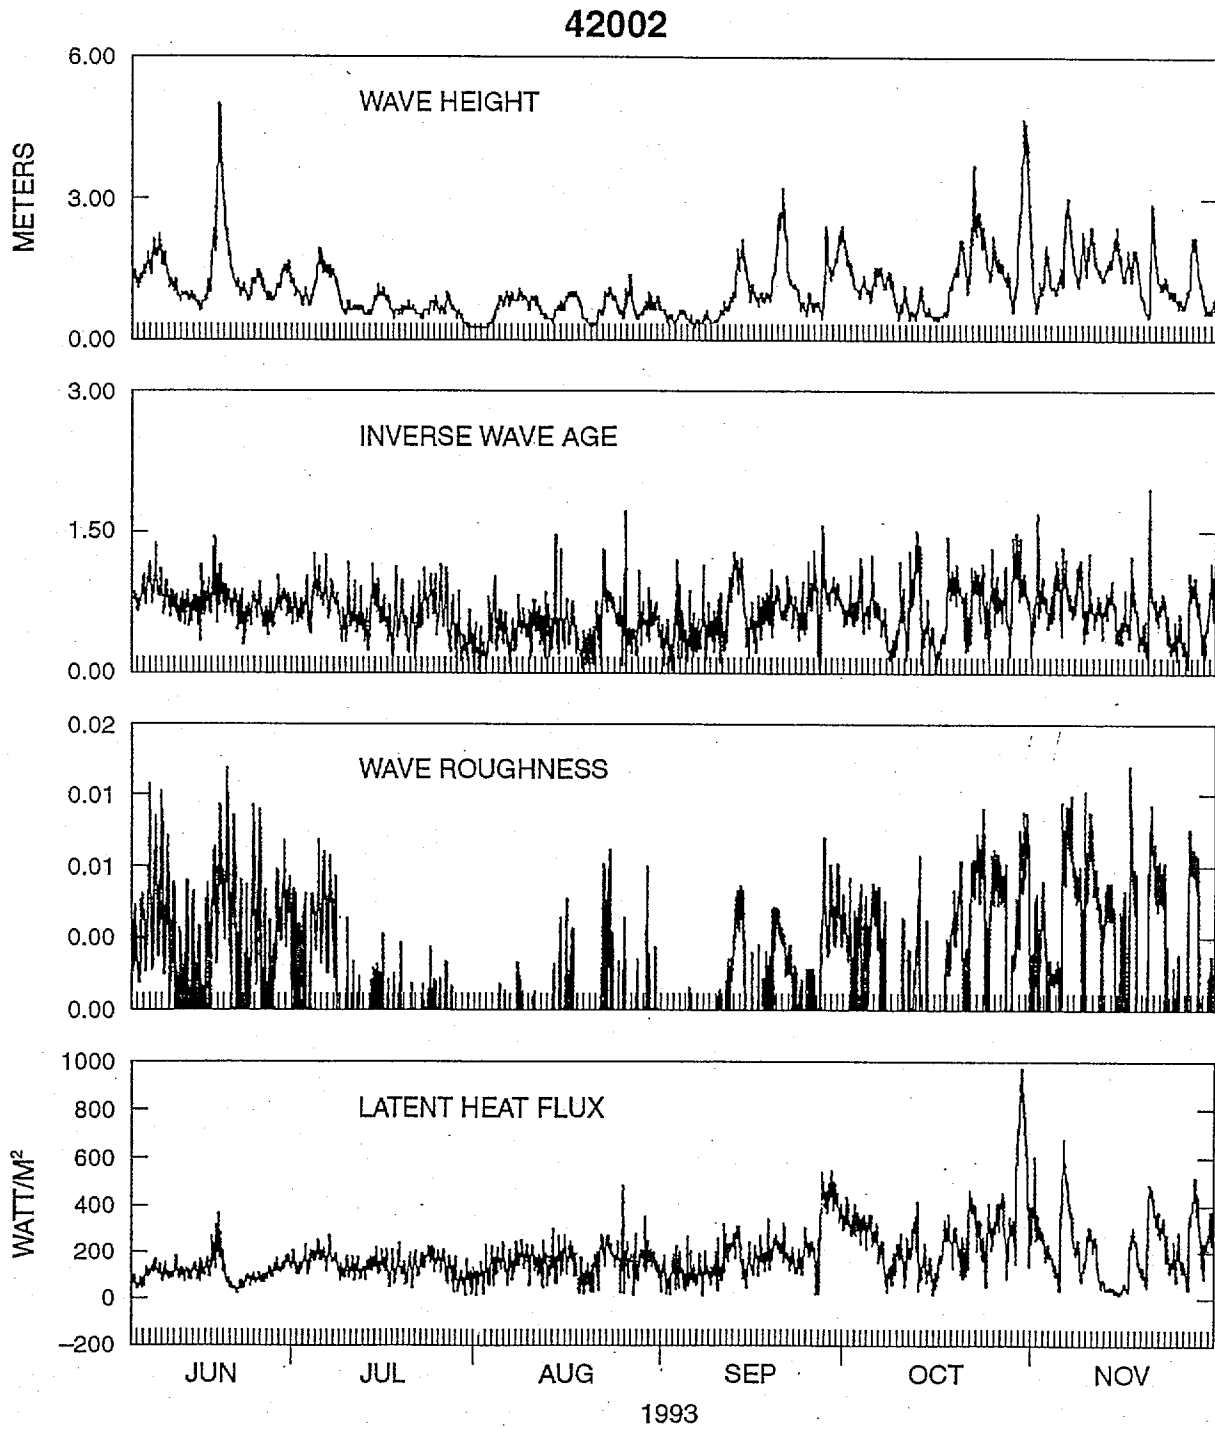 42002
6.00
WAVE HEIGHT
METERS
3.00
0.00
3.00
INVERSE WAVE AGE
1.50
0.00
0.02
WAVE ROUGHNESS
0.01
0.01
0.00
0.00
1000
LATENT HEAT FLUX
800
600
WATT/M²
400
200
0
–200
JUN JUL AUG SEP OCT NOV
1993